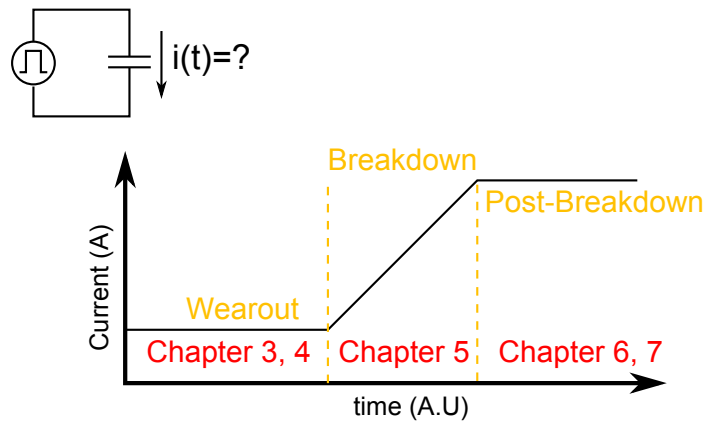 i(t)=?
Breakdown
Post-Breakdown
Current (A)
Wearout
Chapter 3, 4
Chapter 5
Chapter 6, 7
time (A.U)